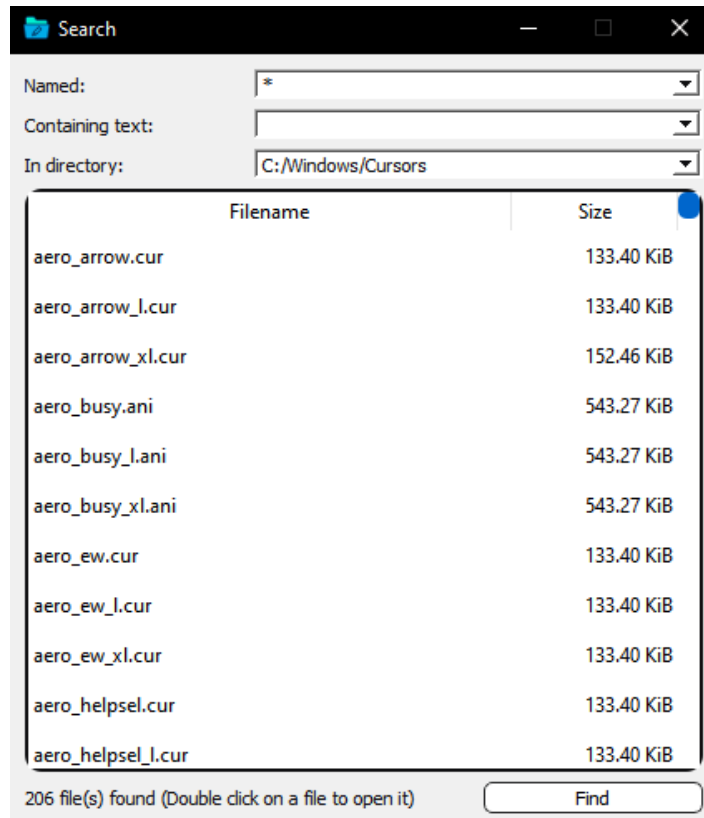 Search
Named: *
Containing text:
In directory: C:/Windows/Cursors
Filename Size
aero_arrow.cur 133.40 KiB
aero_arrow_l.cur 133.40 KiB
aero_arrow_xl.cur 152.46 KiB
aero_busy.ani 543.27 KiB
aero_busy_l.ani 543.27 KiB
aero_busy_xl.ani 543.27 KiB
aero_ew.cur 133.40 KiB
aero_ew_l.cur 133.40 KiB
aero_ew_xl.cur 133.40 KiB
aero_helpsel.cur 133.40 KiB
aero_helpsel_l.cur 133.40 KiB
206 file(s) found (Double click on a file to open it) Find